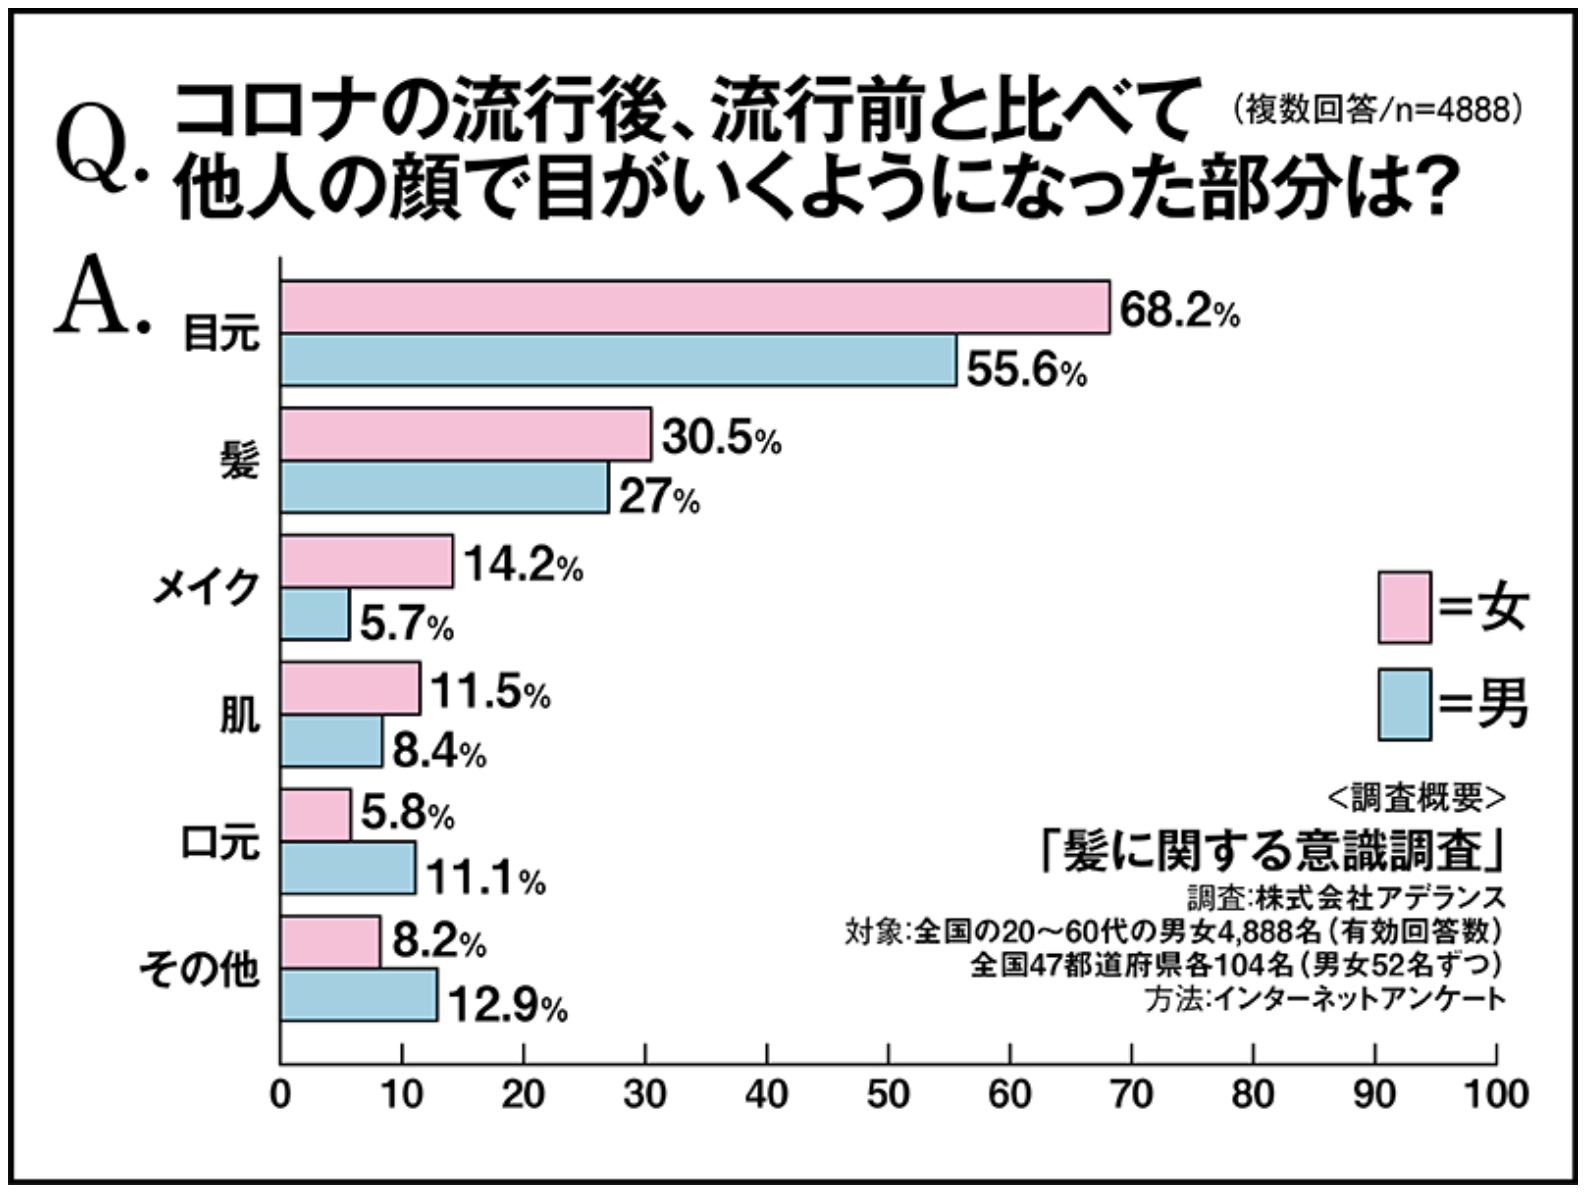 Q. コロナの流行後、流行前と比べて（複数回答/n=4888）
他人の顔で目がいくようになった部分は?
A.
目元
68.2%
55.6%
髪
30.5%
27%
メイク
14.2%
5.7%
肌
11.5%
8.4%
口元
5.8%
11.1%
その他
8.2%
12.9%
0 10 20 30 40 50 60 70 80 90 100
=女
=男
<調査概要>
「髪に関する意識調査」
調査:株式会社アデランス
対象:全国の20〜60代の男女4,888名(有効回答数)
全国47都道府県各104名(男女52名ずつ)
方法:インターネットアンケート